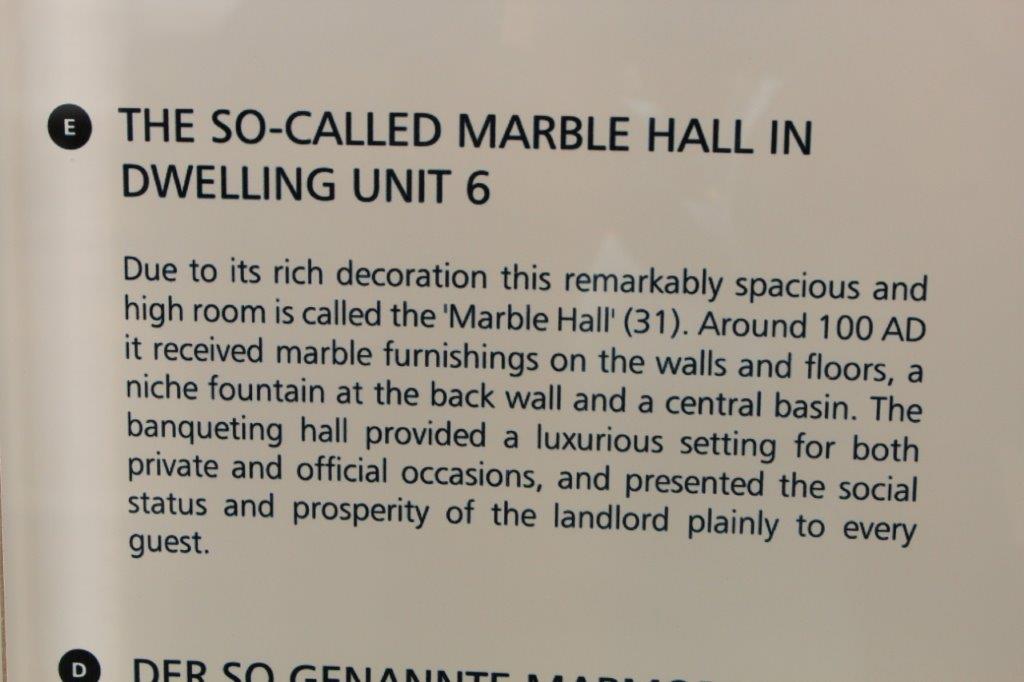 E THE SO-CALLED MARBLE HALL IN
DWELLING UNIT 6
Due to its rich decoration this remarkably spacious and
high room is called the 'Marble Hall' (31). Around 100 AD
it received marble furnishings on the walls and floors, a
niche fountain at the back wall and a central basin. The
banqueting hall provided a luxurious setting for both
private and official occasions, and presented the social
status and prosperity of the landlord plainly to every
guest.
D DER SO GENANNTE